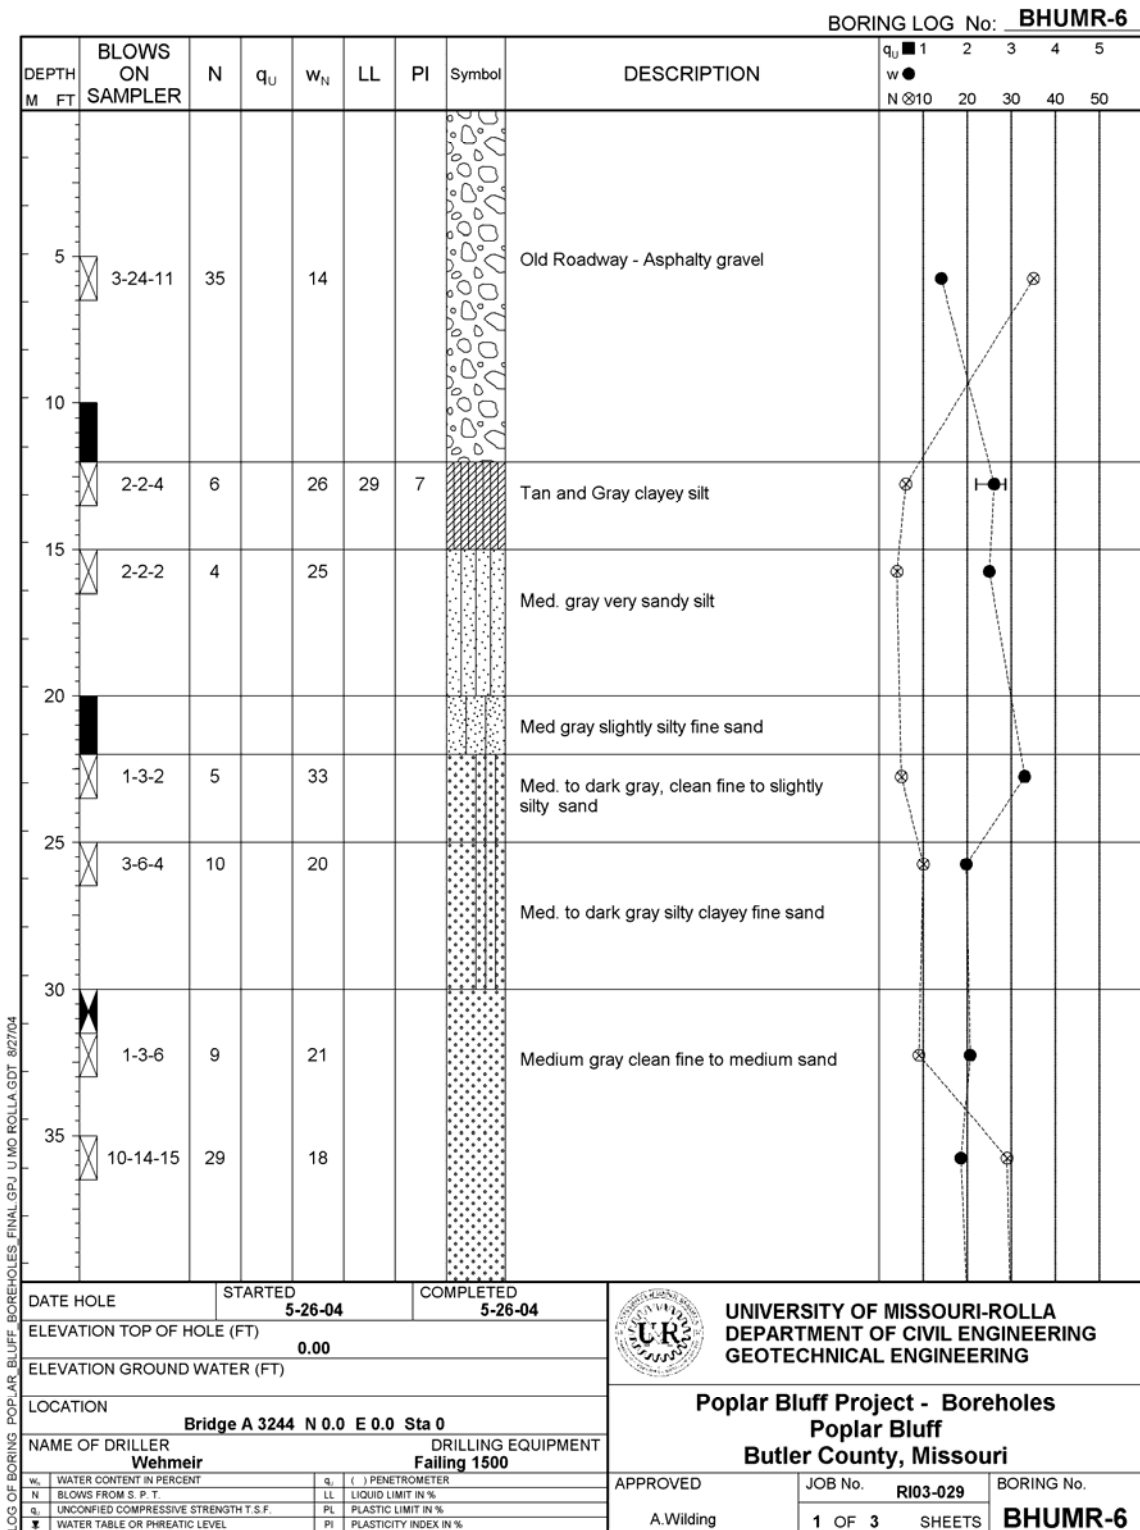 BORING LOG No: BHUMR-6
DEPTH M FT BLOWS ON SAMPLER N qU wN LL PI Symbol DESCRIPTION
qU ■ 1 2 3 4 5
w ●
N ⊗ 10 20 30 40 50
5
3-24-11 35 14 Old Roadway - Asphalty gravel
10
2-2-4 6 26 29 7 Tan and Gray clayey silt
15
2-2-2 4 25
Med. gray very sandy silt
20
Med gray slightly silty fine sand
1-3-2 5 33 Med. to dark gray, clean fine to slightly
silty sand
25
3-6-4 10 20
Med. to dark gray silty clayey fine sand
30
1-3-6 9 21 Medium gray clean fine to medium sand
35
10-14-15 29 18
LOG OF BORING POPLAR_BLUFF_BOREHOLES_FINAL.GPJ U MO ROLLA.GDT 8/27/04
DATE HOLE STARTED 5-26-04 COMPLETED 5-26-04
ELEVATION TOP OF HOLE (FT)
0.00
ELEVATION GROUND WATER (FT)
LOCATION
Bridge A 3244 N 0.0 E 0.0 Sta 0
NAME OF DRILLER DRILLING EQUIPMENT
Wehmeir Failing 1500
wN WATER CONTENT IN PERCENT qU ( ) PENETROMETER
N BLOWS FROM S. P. T. LL LIQUID LIMIT IN %
qU UNCONFIED COMPRESSIVE STRENGTH T.S.F. PL PLASTIC LIMIT IN %
WATER TABLE OR PHREATIC LEVEL PI PLASTICITY INDEX IN %
UR
UNIVERSITY OF MISSOURI-ROLLA
DEPARTMENT OF CIVIL ENGINEERING
GEOTECHNICAL ENGINEERING
Poplar Bluff Project - Boreholes
Poplar Bluff
Butler County, Missouri
APPROVED JOB No. RI03-029 BORING No.
A.Wilding 1 OF 3 SHEETS BHUMR-6